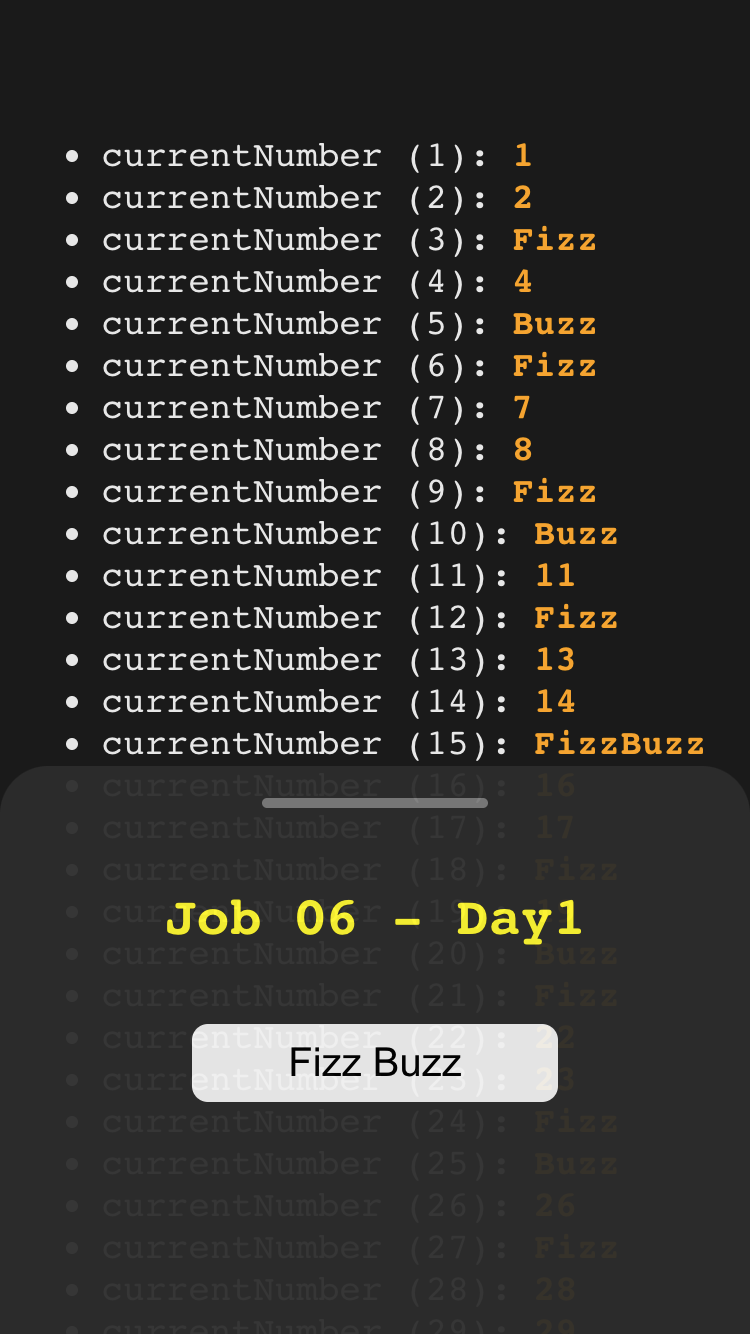 • currentNumber (1): 1
• currentNumber (2): 2
• currentNumber (3): Fizz
• currentNumber (4): 4
• currentNumber (5): Buzz
• currentNumber (6): Fizz
• currentNumber (7): 7
• currentNumber (8): 8
• currentNumber (9): Fizz
• currentNumber (10): Buzz
• currentNumber (11): 11
• currentNumber (12): Fizz
• currentNumber (13): 13
• currentNumber (14): 14
• currentNumber (15): FizzBuzz
• currentNumber (16): 16
• currentNumber (17): 17
• currentNumber (18): Fizz
Job 06 – Day1
• currentNumber (20): Buzz
• currentNumber (21): Fizz
• currentNumber (22): 22
Fizz Buzz
• currentNumber (23): 23
• currentNumber (24): Fizz
• currentNumber (25): Buzz
• currentNumber (26): 26
• currentNumber (27): Fizz
• currentNumber (28): 28
• currentNumber (29): 29